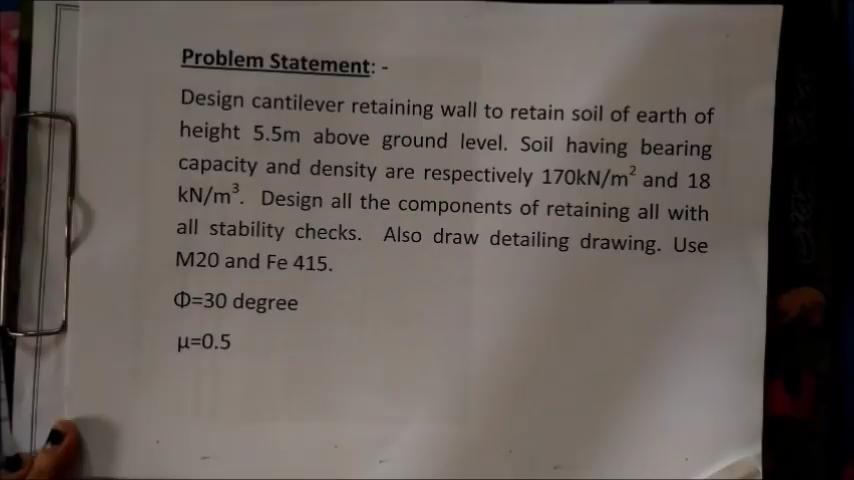 Problem Statement: -
Design cantilever retaining wall to retain soil of earth of
height 5.5m above ground level. Soil having bearing
capacity and density are respectively 170kN/m² and 18
kN/m³. Design all the components of retaining all with
all stability checks. Also draw detailing drawing. Use
M20 and Fe 415.
Φ=30 degree
μ=0.5